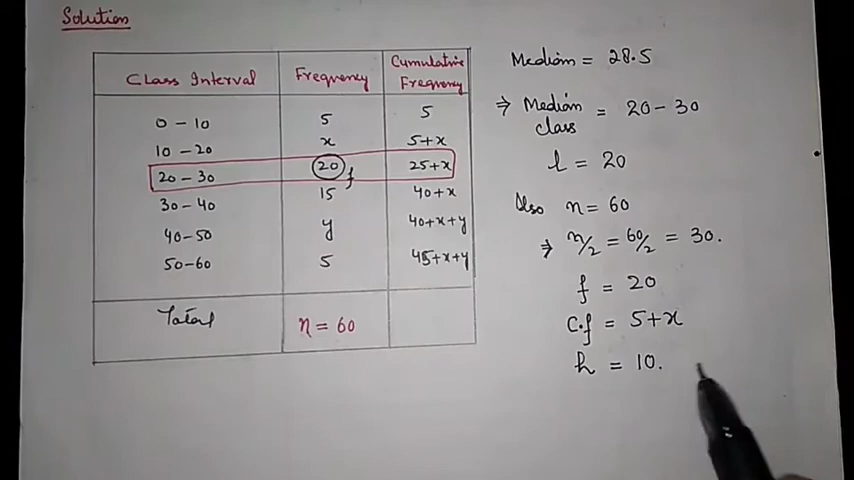 Solution
Class Interval Frequency Cumulative Frequency
0 - 10 5 5
10 - 20 x 5+x
20 - 30 20 f 25+x
30 - 40 15 40+x
40 - 50 y 40+x+y
50 - 60 5 45+x+y
Total n = 60
Median = 28.5
⇒ Median class = 20 - 30
l = 20
Also n = 60
⇒ n/2 = 60/2 = 30.
f = 20
c.f = 5+x
h = 10.